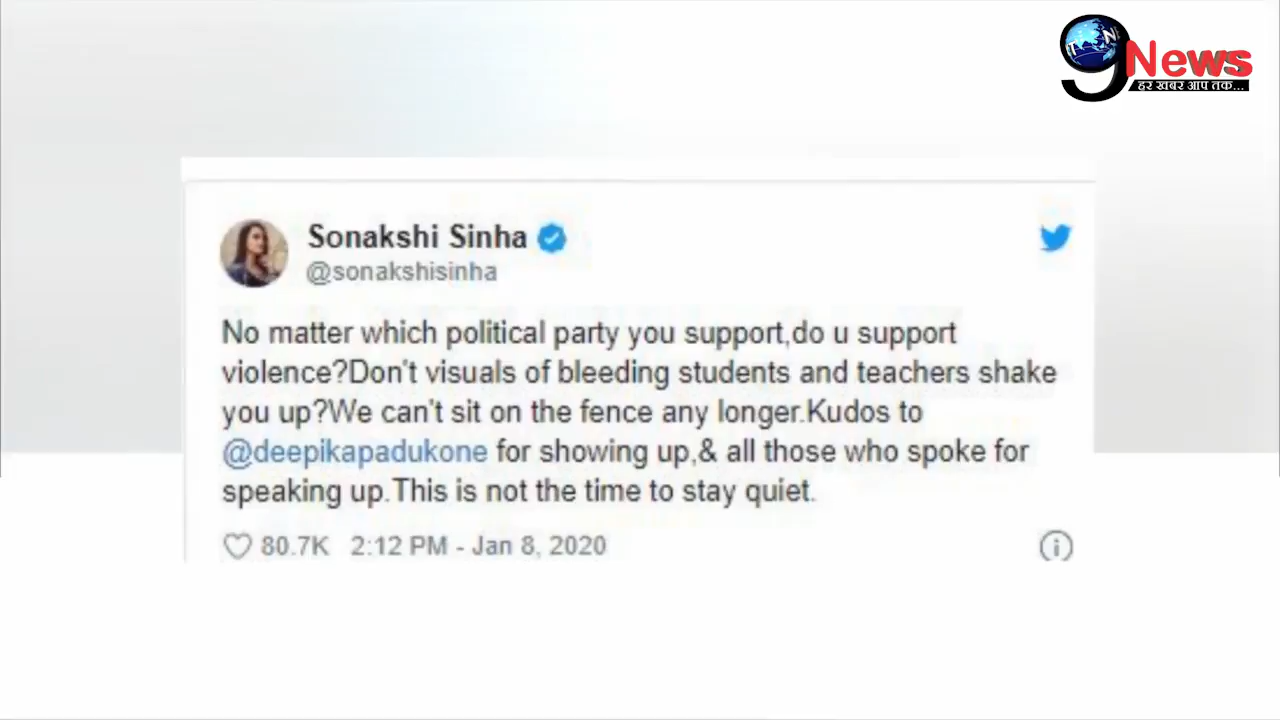 TNI
9 News
हर खबर आप तक...
Sonakshi Sinha
@sonakshisinha
No matter which political party you support,do u support
violence?Don't visuals of bleeding students and teachers shake
you up?We can't sit on the fence any longer.Kudos to
@deepikapadukone for showing up,& all those who spoke for
speaking up.This is not the time to stay quiet.
80.7K 2:12 PM - Jan 8, 2020